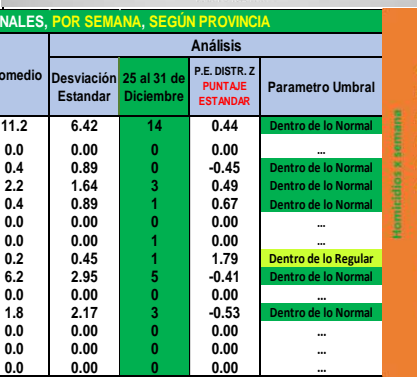 NALES, POR SEMANA, SEGÚN PROVINCIA
Análisis
omedio Desviación Estandar 25 al 31 de Diciembre P.E. DISTR. Z PUNTAJE ESTANDAR Parametro Umbral
11.2 6.42 14 0.44 Dentro de lo Normal
0.0 0.00 0 0.00 ...
0.4 0.89 0 -0.45 Dentro de lo Normal
2.2 1.64 3 0.49 Dentro de lo Normal
0.4 0.89 1 0.67 Dentro de lo Normal
0.0 0.00 0 0.00 ...
0.0 0.00 1 0.00 ...
0.2 0.45 1 1.79 Dentro de lo Regular
6.2 2.95 5 -0.41 Dentro de lo Normal
0.0 0.00 0 0.00 ...
1.8 2.17 3 -0.53 Dentro de lo Normal
0.0 0.00 0 0.00 ...
0.0 0.00 0 0.00 ...
0.0 0.00 0 0.00 ...
Homicidios x semana